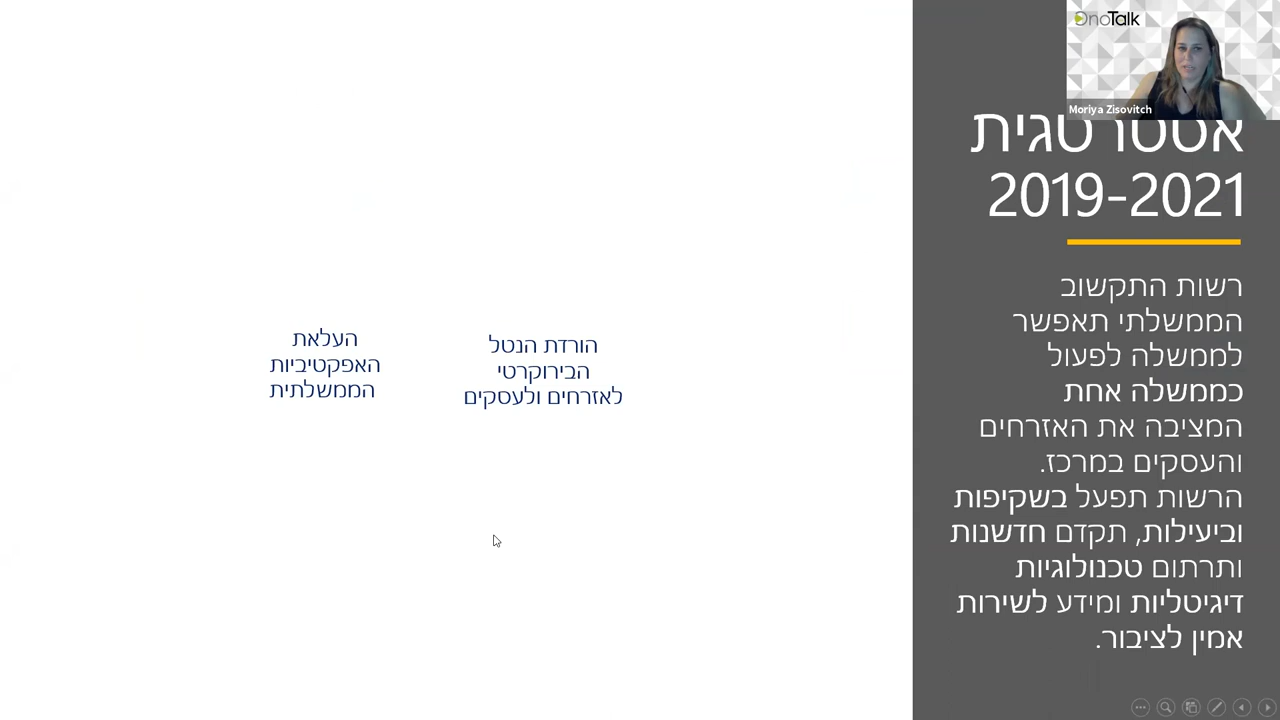 OnoTalk
Moriya Zisovitch
2019-2021
רשות התקשוב
הממשלתי תאפשר
לממשלה לפעול
כממשלה אחת
המציבה את האזרחים
והעסקים במרכז.
הרשות תפעל בשקיפות
וביעילות, תקדם חדשנות
ותרתום טכנולוגיות
דיגיטליות ומידע לשירות
אמין לציבור.
הורדת הנטל
הבירוקרטי
לאזרחים ולעסקים
העלאת
האפקטיביות
הממשלתית